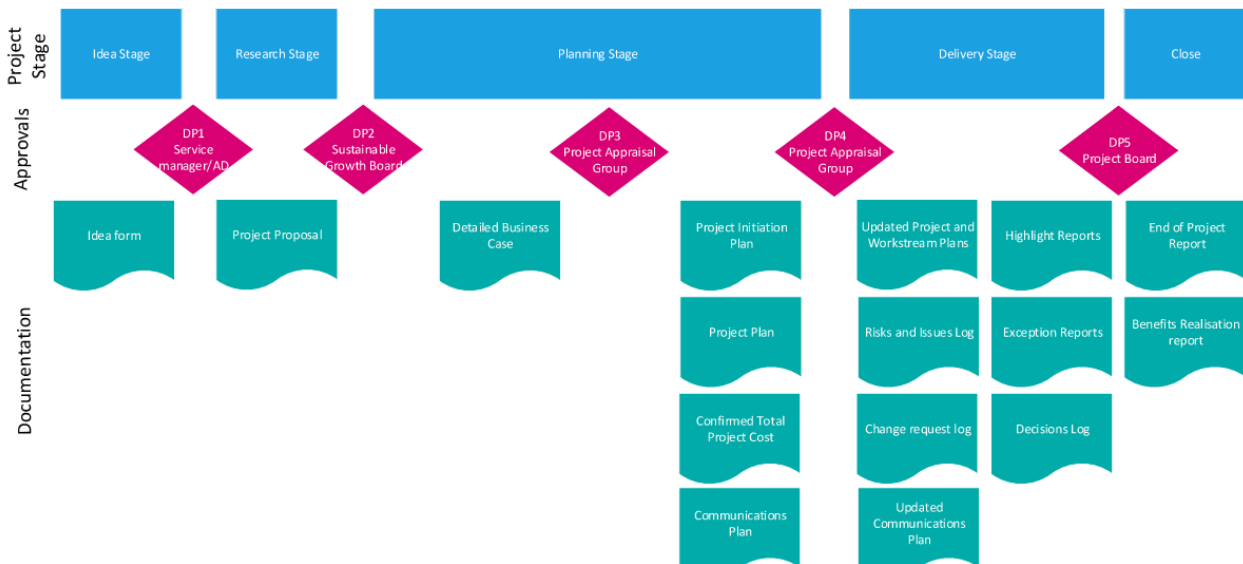 Project
Stage
Idea Stage
Research Stage
Planning Stage
Delivery Stage
Close
Approvals
DP1
Service
manager/AD
DP2
Sustainable
Growth Board
DP3
Project Appraisal
Group
DP4
Project Appraisal
Group
DP5
Project Board
Documentation
Idea form
Project Proposal
Detailed Business
Case
Project Initiation
Plan
Updated Project and
Workstream Plans
Highlight Reports
End of Project
Report
Project Plan
Risks and Issues Log
Exception Reports
Benefits Realisation
report
Confirmed Total
Project Cost
Change request log
Decisions Log
Communications
Plan
Updated
Communications
Plan